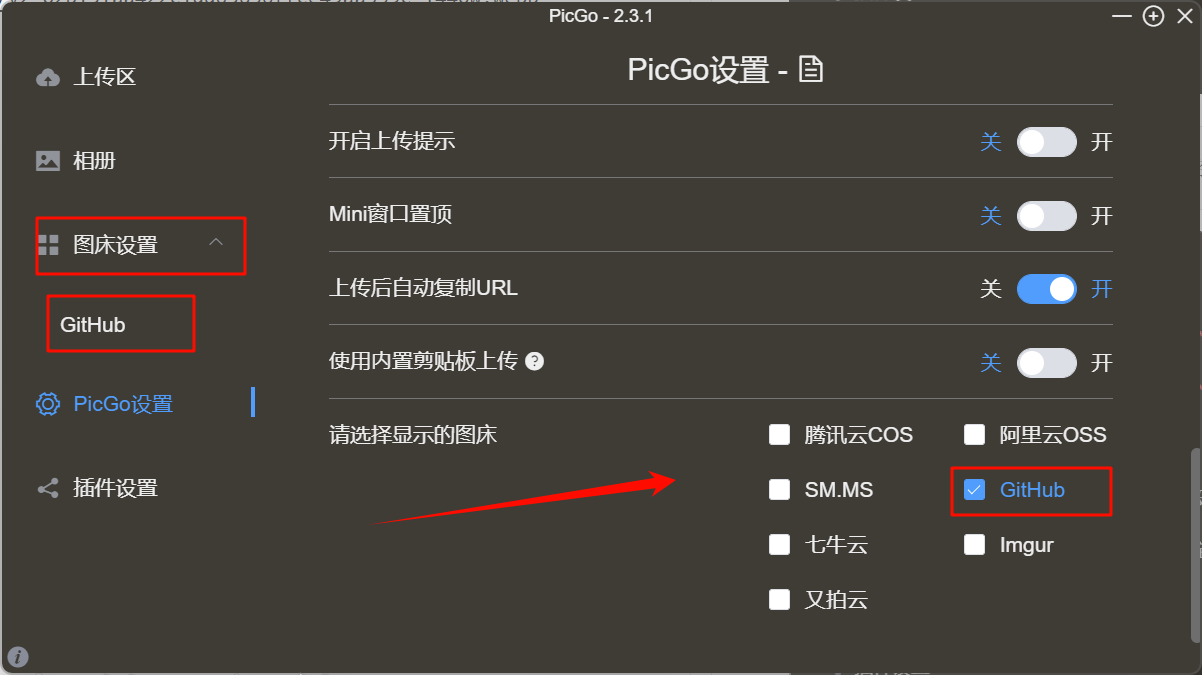 PicGo - 2.3.1
上传区
相册
图床设置
GitHub
PicGo设置
插件设置
PicGo设置 -
开启上传提示 关 开
Mini窗口置顶 关 开
上传后自动复制URL 关 开
使用内置剪贴板上传 ? 关 开
请选择显示的图床 腾讯云COS 阿里云OSS
SM.MS GitHub
七牛云 Imgur
又拍云